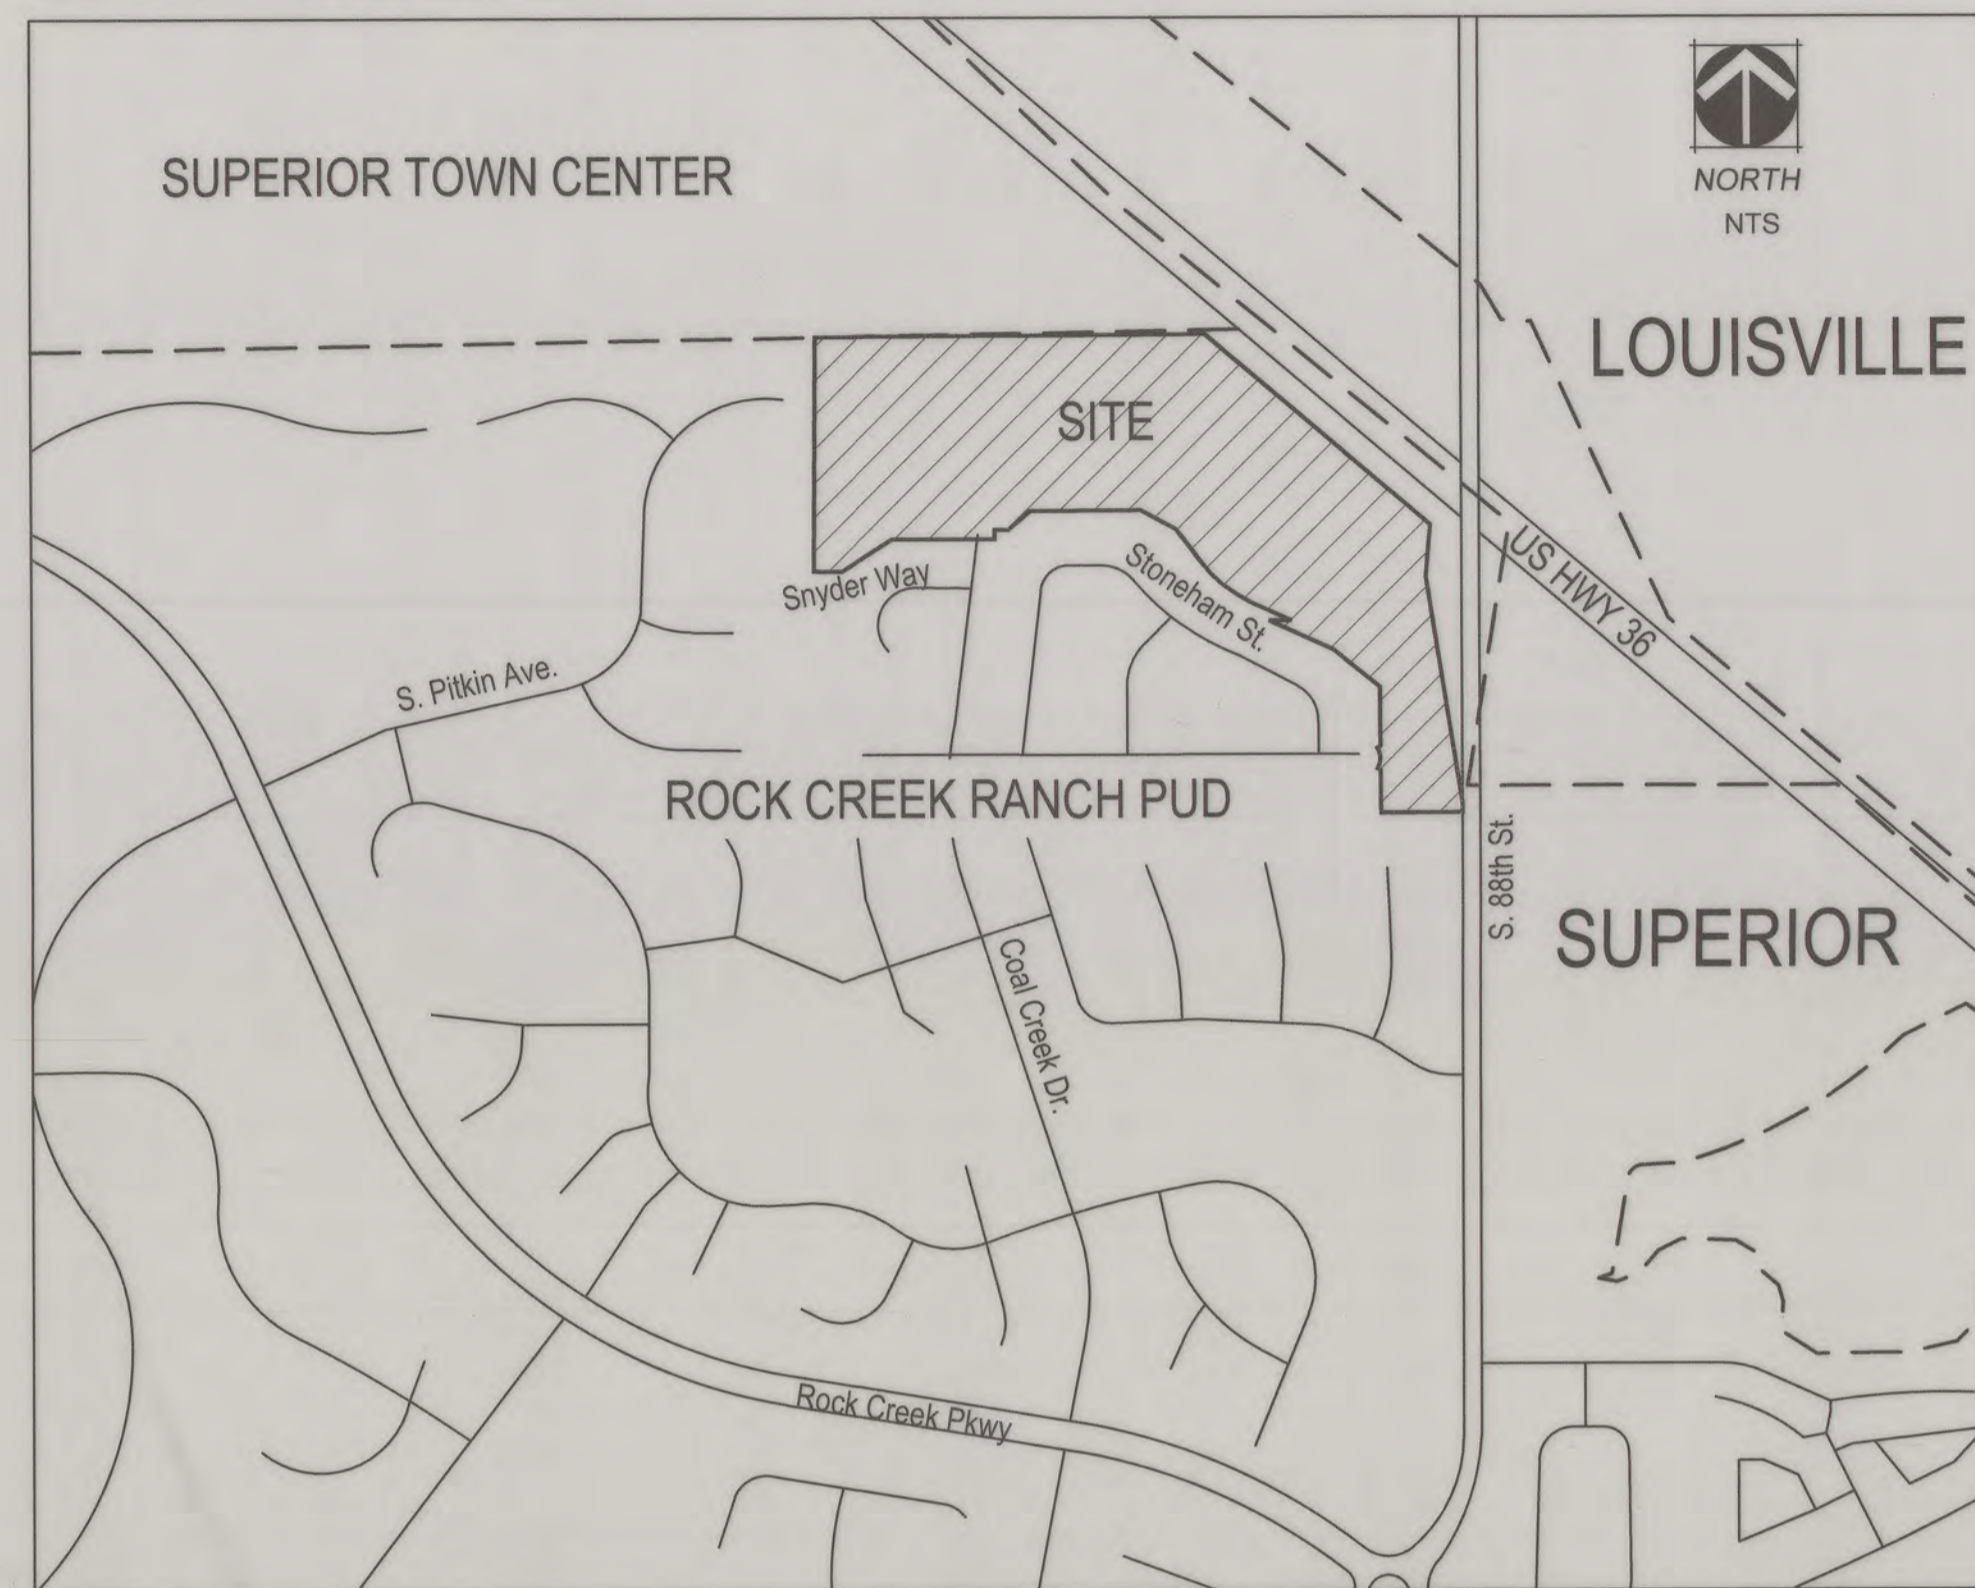 SUPERIOR TOWN CENTER
NORTH
NTS
LOUISVILLE
SITE
US HWY 36
Snyder Way
Stoneham St.
S. Pitkin Ave.
ROCK CREEK RANCH PUD
S. 88th St.
SUPERIOR
Coal Creek Dr.
Rock Creek Pkwy